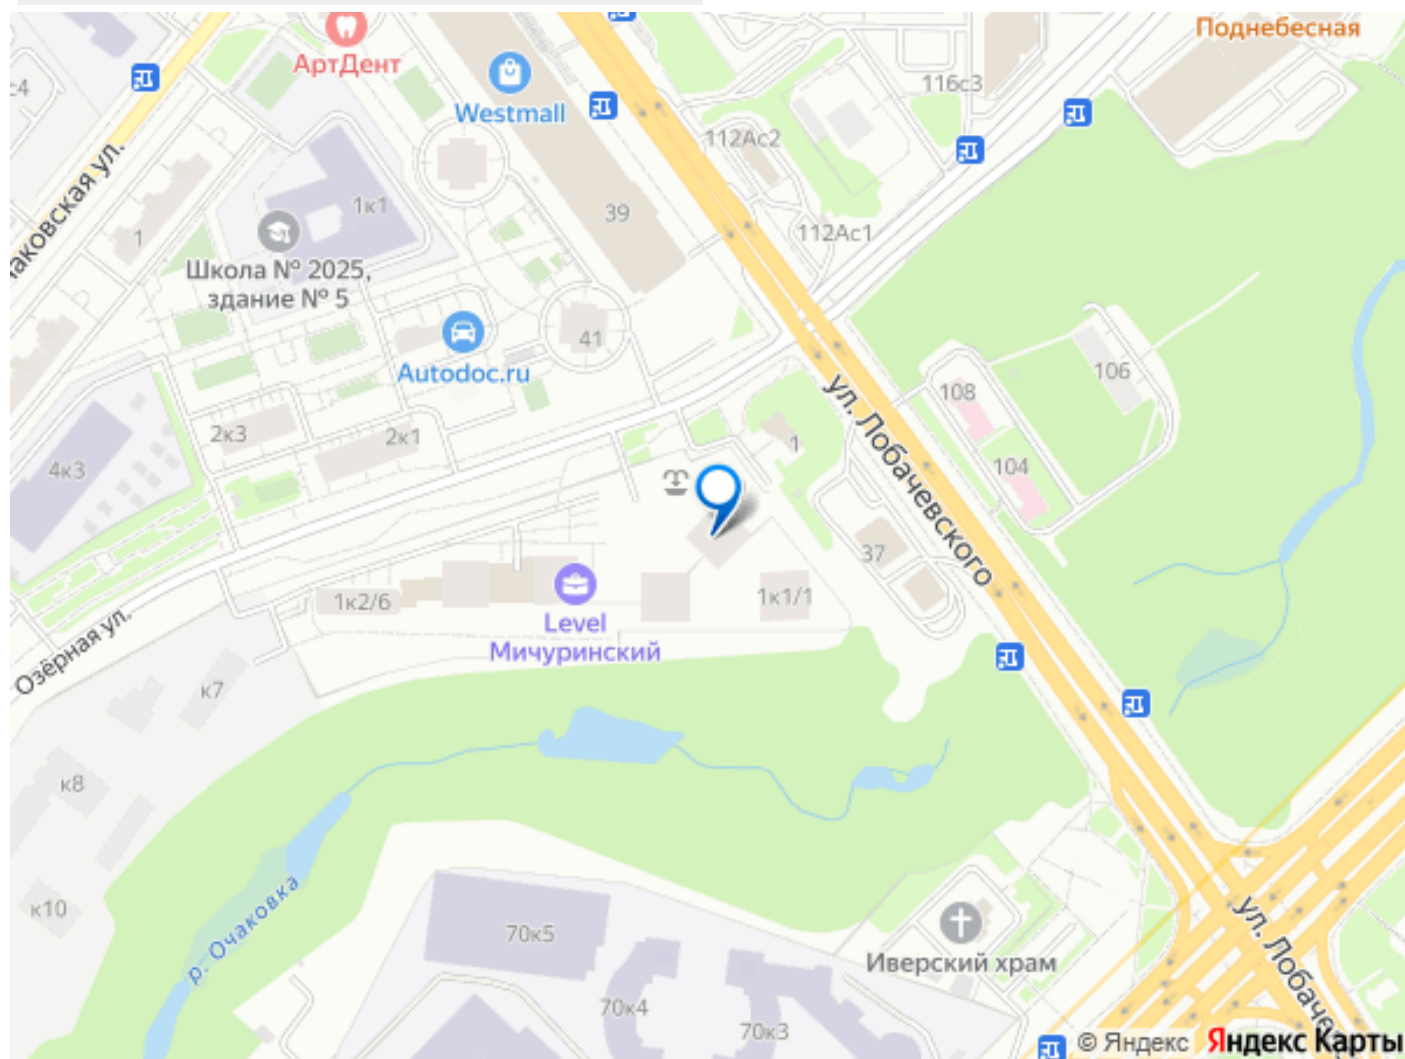 Поднебесная
АртДент
116с3
Westmall
112Ас2
1к1
39
112Ас1
1
Школа № 2025,
здание № 5
41
Autodoc.ru
106
108
ул. Лобачевского
2к3
2к1
1
4к3
104
37
1к2/6
1к1/1
Level
Мичуринский
Озёрная ул.
к7
к8
р. Очаковка
к10
70к5
Иверский храм
70к4
70к3
© Яндекс Яндекс Карты